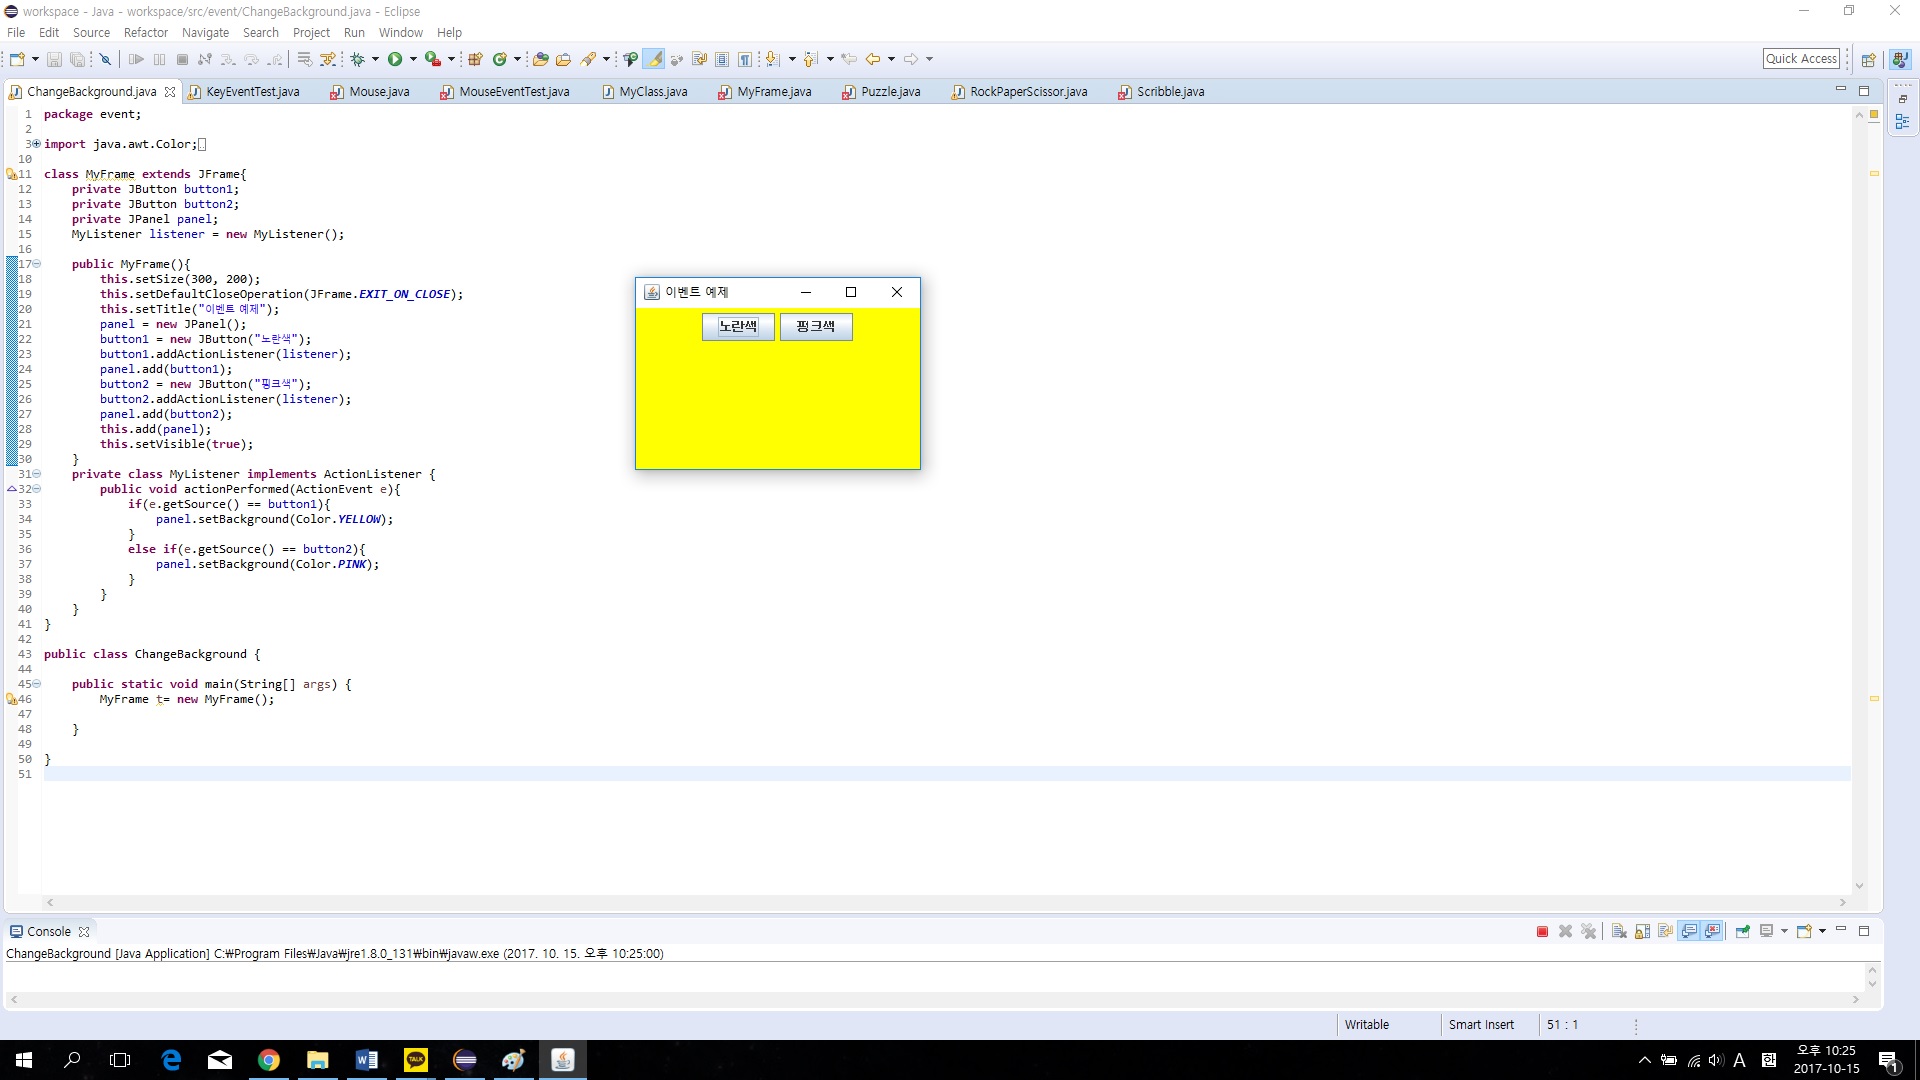 workspace - Java - workspace/src/event/ChangeBackground.java - Eclipse
File Edit Source Refactor Navigate Search Project Run Window Help
Quick Access
ChangeBackground.java KeyEventTest.java Mouse.java MouseEventTest.java MyClass.java MyFrame.java Puzzle.java RockPaperScissor.java Scribble.java
1 package event;
2
3 import java.awt.Color;
10
11 class MyFrame extends JFrame{
12 private JButton button1;
13 private JButton button2;
14 private JPanel panel;
15 MyListener listener = new MyListener();
16
17 public MyFrame(){
18 this.setSize(300, 200);
19 this.setDefaultCloseOperation(JFrame.EXIT_ON_CLOSE);
20 this.setTitle("이벤트 예제");
21 panel = new JPanel();
22 button1 = new JButton("노란색");
23 button1.addActionListener(listener);
24 panel.add(button1);
25 button2 = new JButton("핑크색");
26 button2.addActionListener(listener);
27 panel.add(button2);
28 this.add(panel);
29 this.setVisible(true);
30 }
31 private class MyListener implements ActionListener {
32 public void actionPerformed(ActionEvent e){
33 if(e.getSource() == button1){
34 panel.setBackground(Color.YELLOW);
35 }
36 else if(e.getSource() == button2){
37 panel.setBackground(Color.PINK);
38 }
39 }
40 }
41 }
42
43 public class ChangeBackground {
44
45 public static void main(String[] args) {
46 MyFrame t= new MyFrame();
47
48 }
49
50 }
51
이벤트 예제
노란색 핑크색
Console
ChangeBackground [Java Application] C:₩Program Files₩Java₩jre1.8.0_131₩bin₩javaw.exe (2017. 10. 15. 오후 10:25:00)
Writable Smart Insert 51 : 1
TALK
A 한 오후 10:25
2017-10-15
1